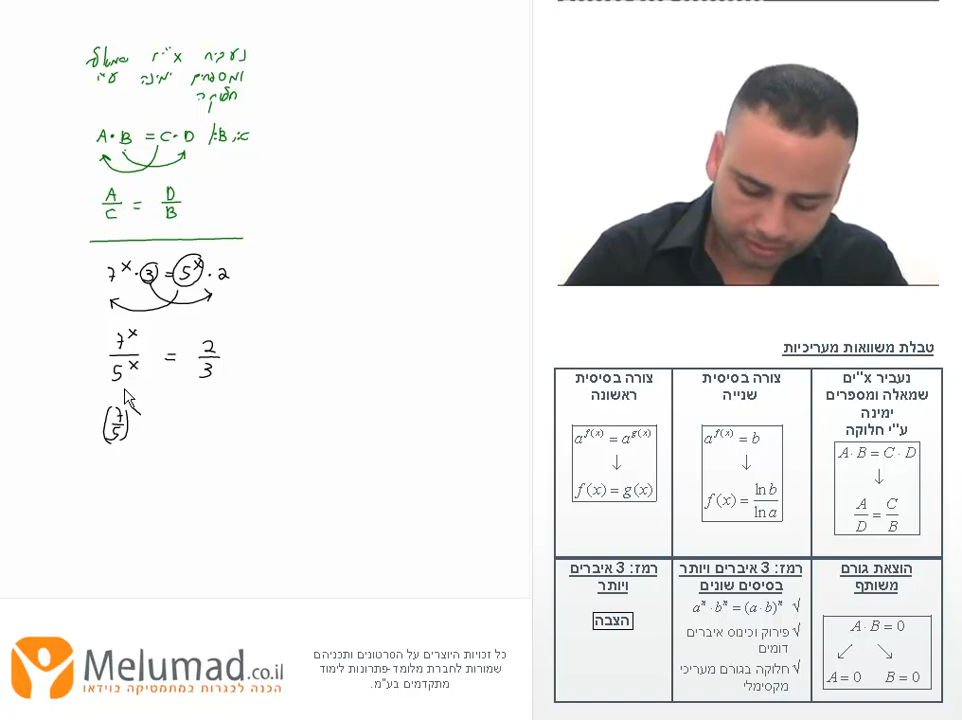 נעביר x"ים שמאלה
ומספרים ימינה ע"י
חלוקה
A·B = C·D /:B,:C
A/C = D/B
7^x·3 = 5^x·2
7^x/5^x = 2/3
(7/5)
טבלת משוואות מעריכיות
נעביר x"ים
שמאלה ומספרים
ימינה
ע"י חלוקה
A·B = C·D
↓
A/D = C/B
צורה בסיסית
שנייה
a^f(x) = b
↓
f(x) = ln b/ln a
צורה בסיסית
ראשונה
a^f(x) = a^g(x)
↓
f(x) = g(x)
הוצאת גורם
משותף
A·B = 0
↙ ↘
A = 0 B = 0
רמז: 3 איברים ויותר
בסיסים שונים
√ a^x·b^x = (a·b)^x
√ פירוק וכינוס איברים
דומים
√ חלוקה בגורם מעריכי
מקסימלי
רמז: 3 איברים
ויותר
הצבה
Melumad.co.il
הכנה לבגרות במתמטיקה בוידאו
כל זכויות היוצרים על הסרטונים ותכניהם
שמורות לחברת מלומד -פתרונות לימוד
מתקדמים בע"מ.